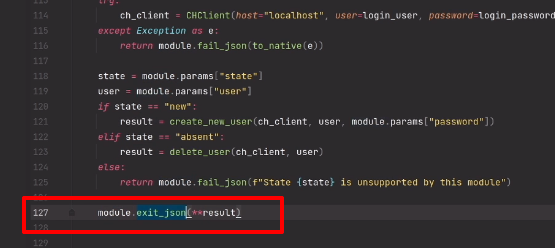 114 ch_client = CHClient(host="localhost", user=login_user, password=login_password
115 except Exception as e:
116 return module.fail_json(to_native(e))
117
118 state = module.params["state"]
119 user = module.params["user"]
120 if state == "new":
121 result = create_new_user(ch_client, user, module.params["password"])
122 elif state == "absent":
123 result = delete_user(ch_client, user)
124 else:
125 return module.fail_json(f"State {state} is unsupported by this module")
127 module.exit_json(**result)
128
129